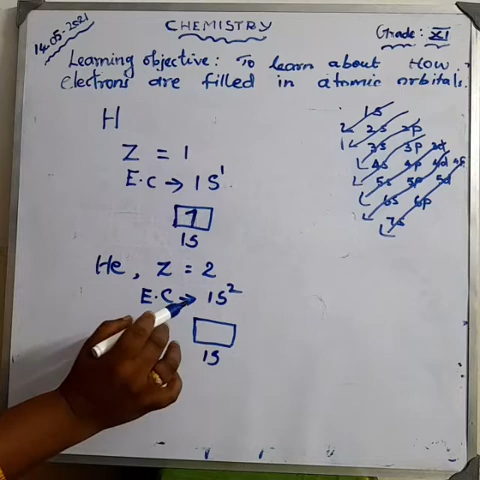 14.05.2021
CHEMISTRY
Grade: XI
Learning objective: To learn about HOW
electrons are filled in atomic orbitals.
H
Z = 1
E.C → 1S¹
1
1S
He, Z = 2
E.C → 1S²
1S
1s
2s 2p
3s 3p 3d
4s 4p 4d 4f
5s 5p 5d
6s 6p
7s